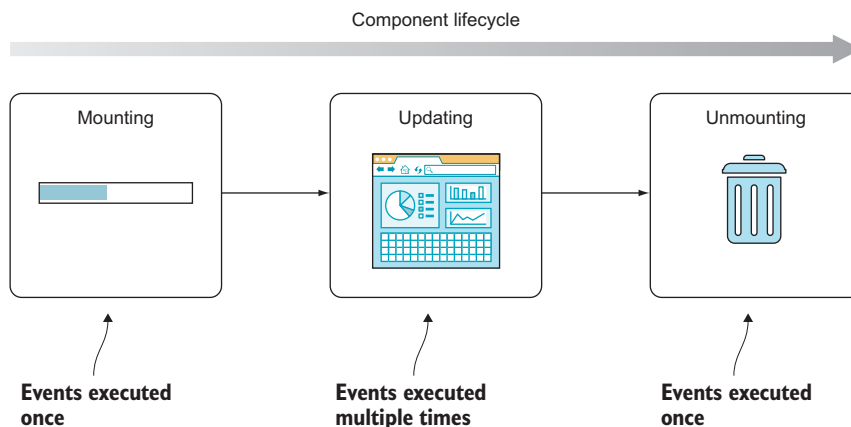 Component lifecycle
Mounting
Updating
Unmounting
Events executed
once
Events executed
multiple times
Events executed
once